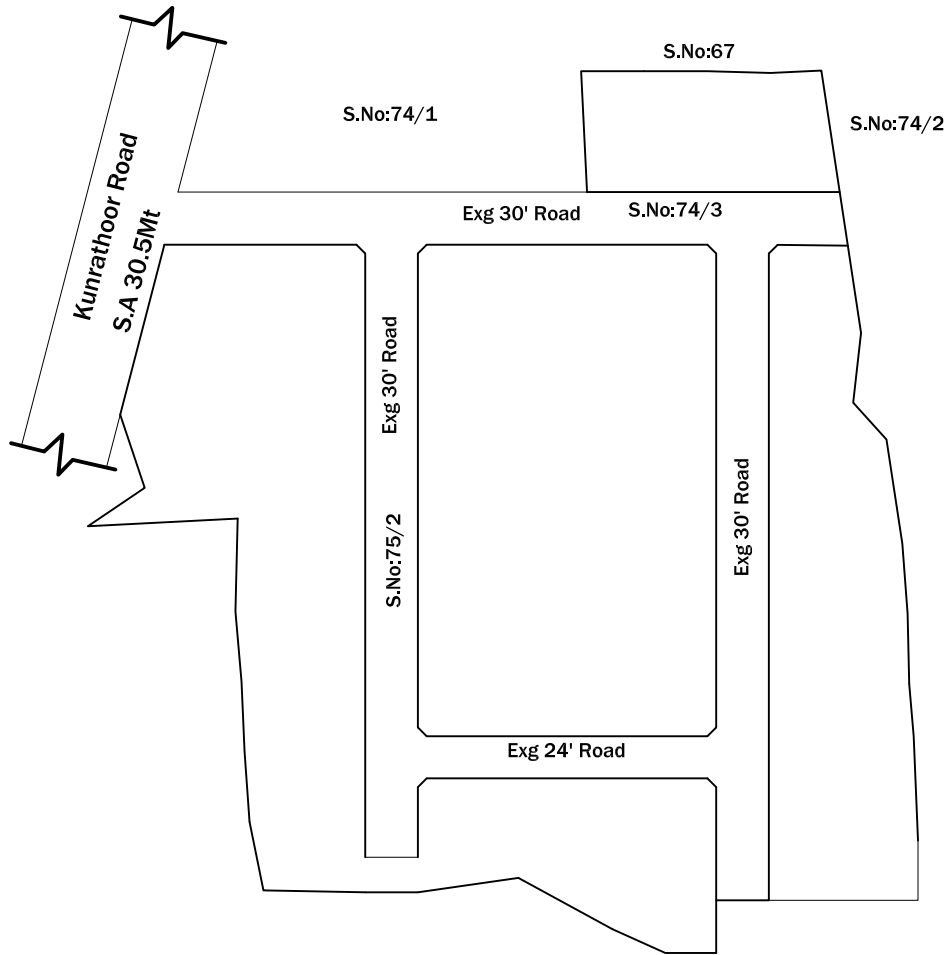 S.No:67
S.No:74/1
S.No:74/2
Kunrathoor Road
S.A 30.5Mt
Exg 30' Road
S.No:74/3
Exg 30' Road
S.No:75/2
Exg 30' Road
Exg 24' Road